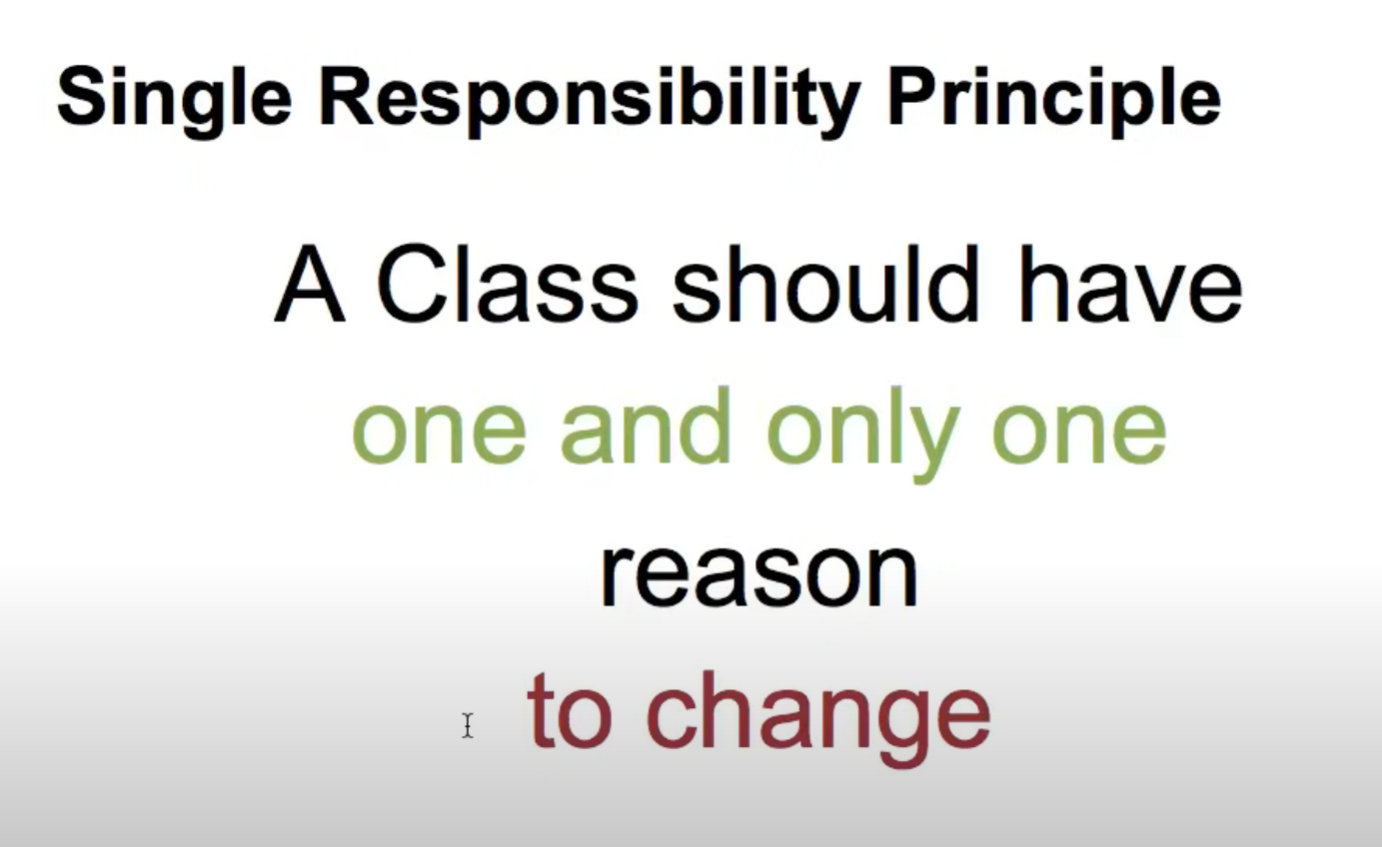 Single Responsibility Principle
A Class should have
one and only one
reason
to change